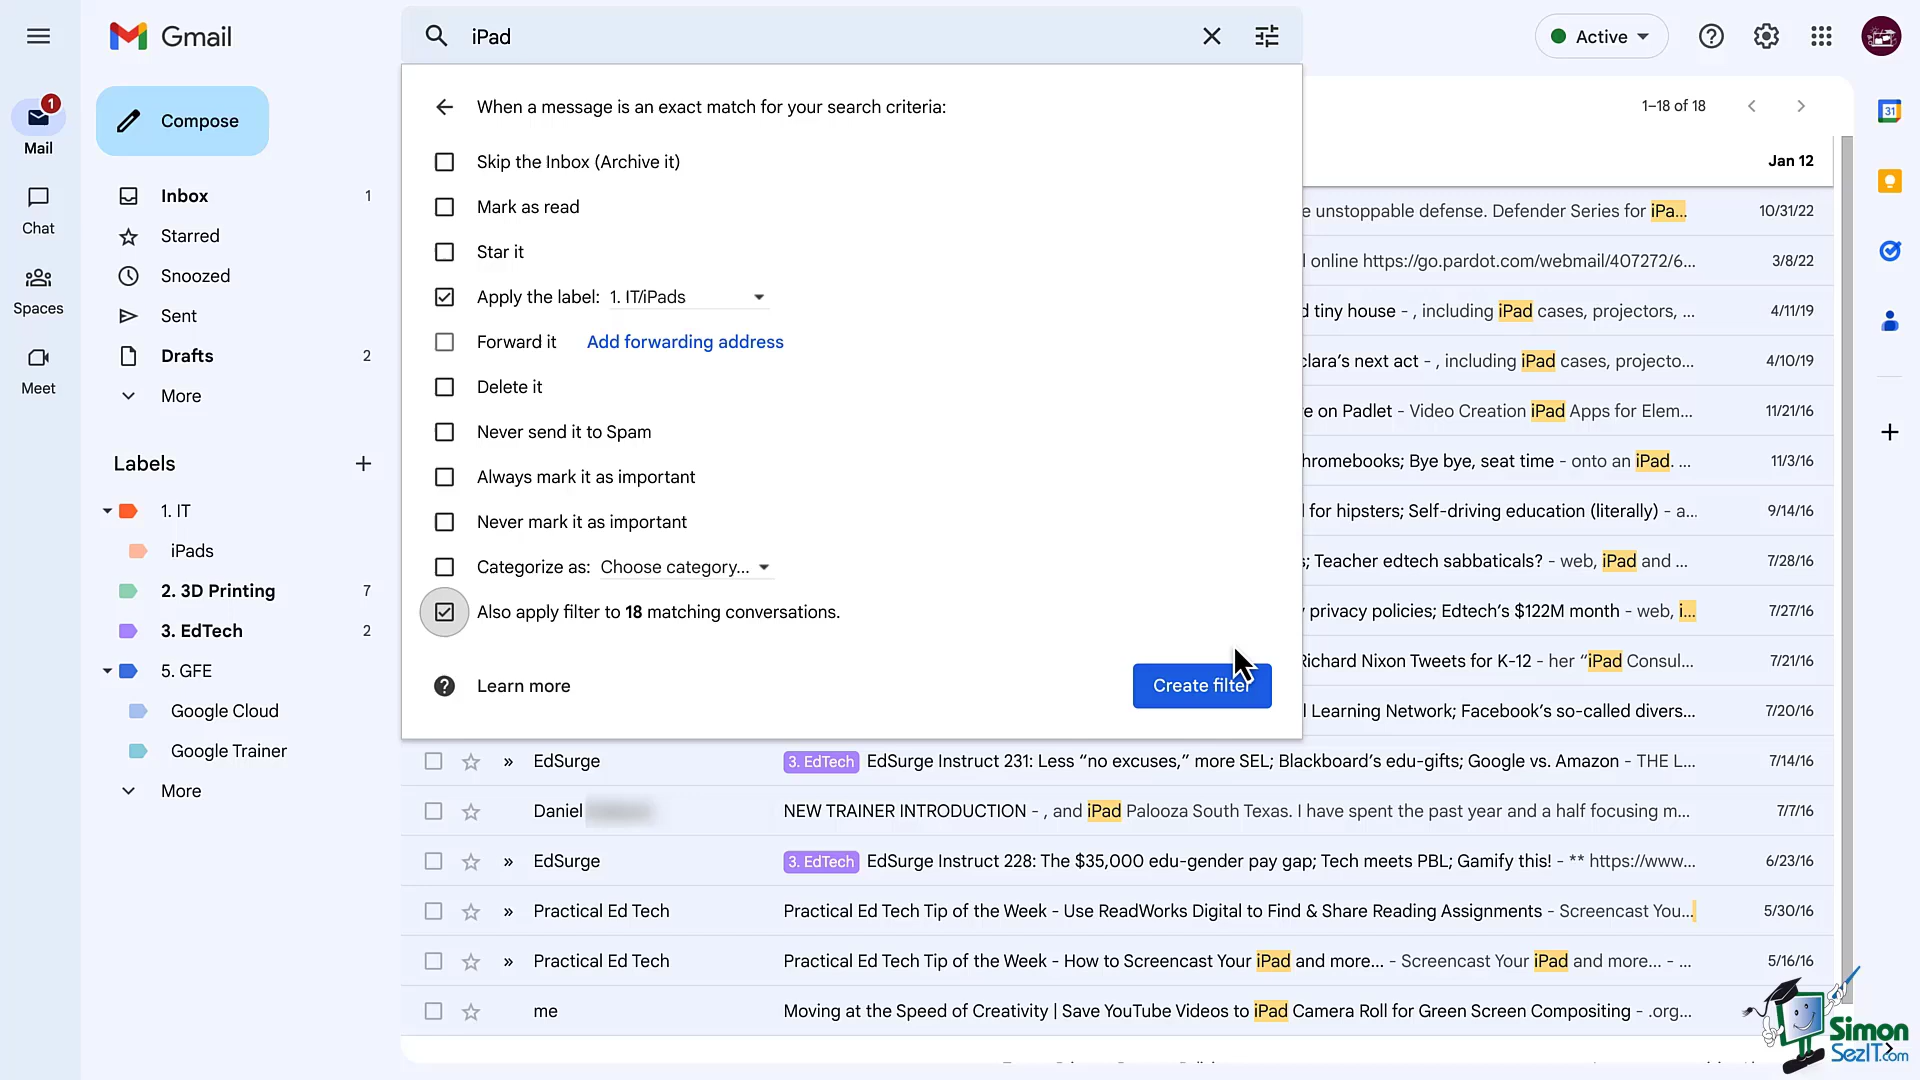 Gmail
iPad
Active
1
Mail
Chat
Spaces
Meet
Compose
Inbox 1
Starred
Snoozed
Sent
Drafts 2
More
Labels
1. IT
iPads
2. 3D Printing 7
3. EdTech 2
5. GFE
Google Cloud
Google Trainer
More
When a message is an exact match for your search criteria:
Skip the Inbox (Archive it)
Mark as read
Star it
Apply the label: 1. IT/iPads
Forward it Add forwarding address
Delete it
Never send it to Spam
Always mark it as important
Never mark it as important
Categorize as: Choose category...
Also apply filter to 18 matching conversations.
Learn more
Create filter
1–18 of 18
Jan 12
e unstoppable defense. Defender Series for iPa... 10/31/22
l online https://go.pardot.com/webmail/407272/6... 3/8/22
d tiny house - , including iPad cases, projectors, ... 4/11/19
clara's next act - , including iPad cases, projecto... 4/10/19
e on Padlet - Video Creation iPad Apps for Elem... 11/21/16
hromebooks; Bye bye, seat time - onto an iPad. ... 11/3/16
l for hipsters; Self-driving education (literally) - a... 9/14/16
s; Teacher edtech sabbaticals? - web, iPad and ... 7/28/16
y privacy policies; Edtech's $122M month - web, i... 7/27/16
Richard Nixon Tweets for K-12 - her “iPad Consul... 7/21/16
l Learning Network; Facebook's so-called divers... 7/20/16
EdSurge 3. EdTech EdSurge Instruct 231: Less “no excuses,” more SEL; Blackboard's edu-gifts; Google vs. Amazon - THE L... 7/14/16
Daniel NEW TRAINER INTRODUCTION - , and iPad Palooza South Texas. I have spent the past year and a half focusing m... 7/7/16
EdSurge 3. EdTech EdSurge Instruct 228: The $35,000 edu-gender pay gap; Tech meets PBL; Gamify this! - ** https://www... 6/23/16
Practical Ed Tech Practical Ed Tech Tip of the Week - Use ReadWorks Digital to Find & Share Reading Assignments - Screencast You... 5/30/16
Practical Ed Tech Practical Ed Tech Tip of the Week - How to Screencast Your iPad and more... - Screencast Your iPad and more... - ... 5/16/16
me Moving at the Speed of Creativity | Save YouTube Videos to iPad Camera Roll for Green Screen Compositing - .org...
31
Simon
SezIT.com